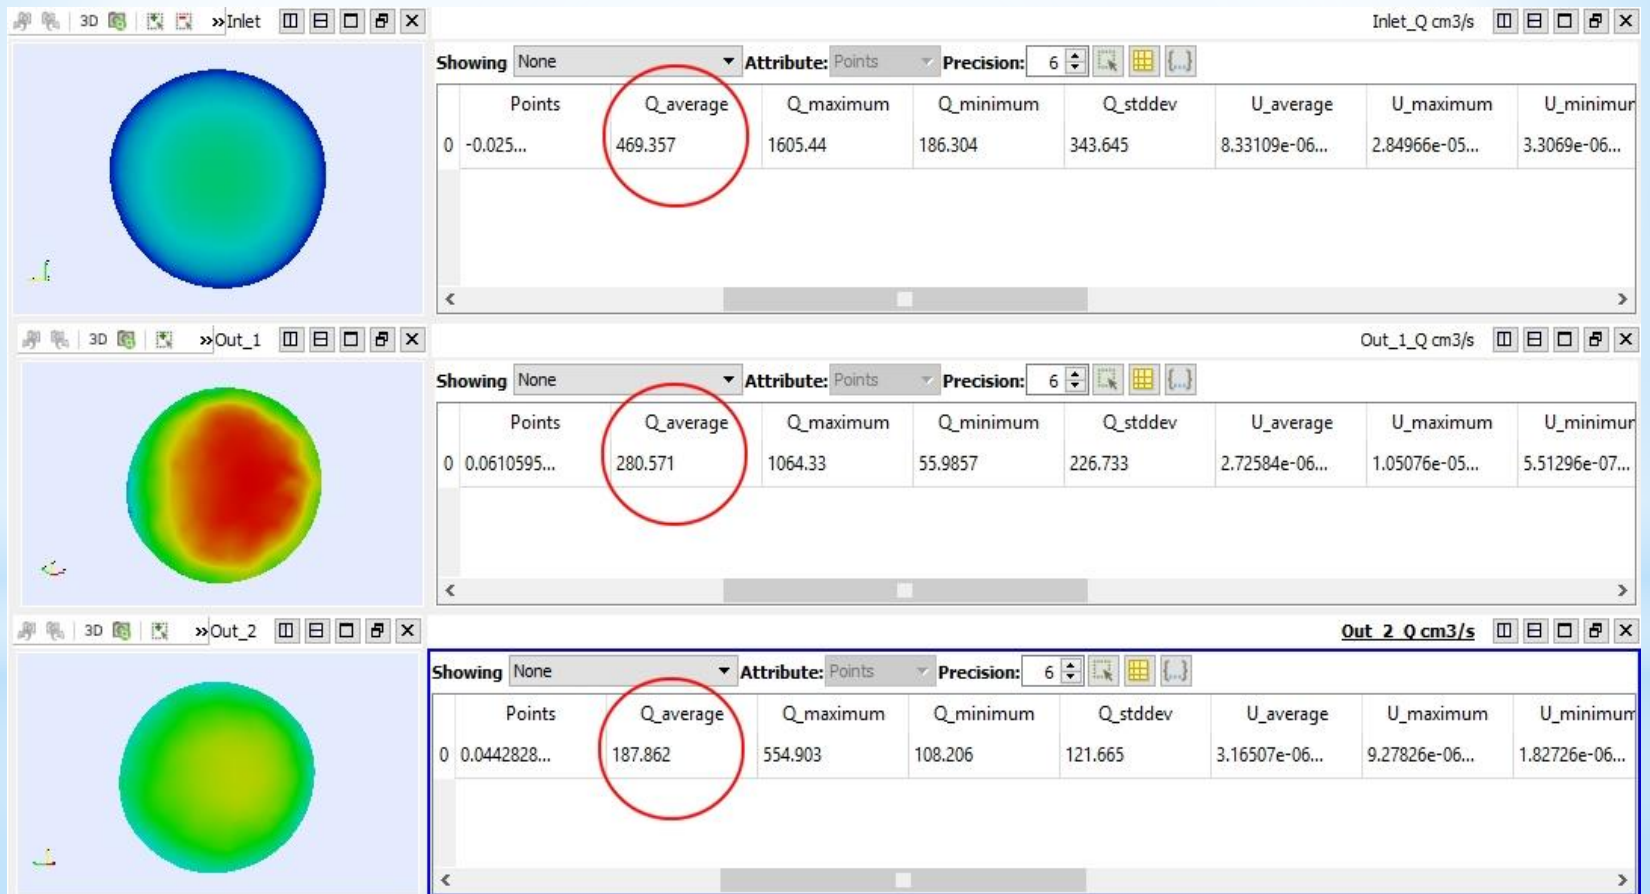 3D »Inlet Inlet_Q cm3/s
Showing None Attribute: Points Precision: 6 {...}
Points Q_average Q_maximum Q_minimum Q_stddev U_average U_maximum U_minimur
0 -0.025... 469.357 1605.44 186.304 343.645 8.33109e-06... 2.84966e-05... 3.3069e-06...
3D »Out_1 Out_1_Q cm3/s
Showing None Attribute: Points Precision: 6 {...}
Points Q_average Q_maximum Q_minimum Q_stddev U_average U_maximum U_minimur
0 0.0610595... 280.571 1064.33 55.9857 226.733 2.72584e-06... 1.05076e-05... 5.51296e-07...
3D »Out_2 Out_2_Q cm3/s
Showing None Attribute: Points Precision: 6 {...}
Points Q_average Q_maximum Q_minimum Q_stddev U_average U_maximum U_minimum
0 0.0442828... 187.862 554.903 108.206 121.665 3.16507e-06... 9.27826e-06... 1.82726e-06...